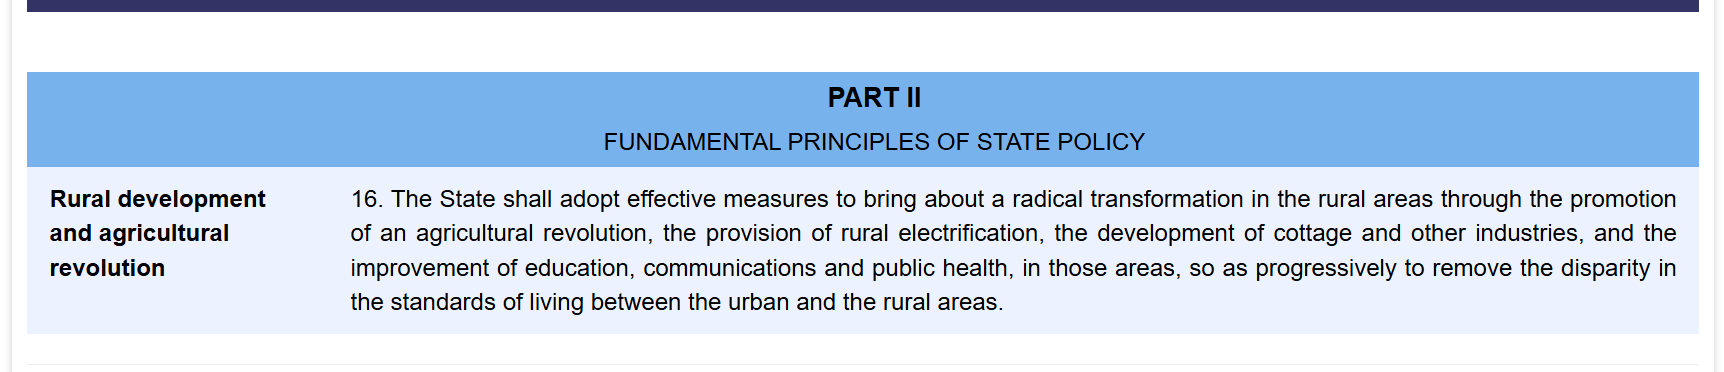 PART II
FUNDAMENTAL PRINCIPLES OF STATE POLICY
Rural development
and agricultural
revolution
16. The State shall adopt effective measures to bring about a radical transformation in the rural areas through the promotion
of an agricultural revolution, the provision of rural electrification, the development of cottage and other industries, and the
improvement of education, communications and public health, in those areas, so as progressively to remove the disparity in
the standards of living between the urban and the rural areas.